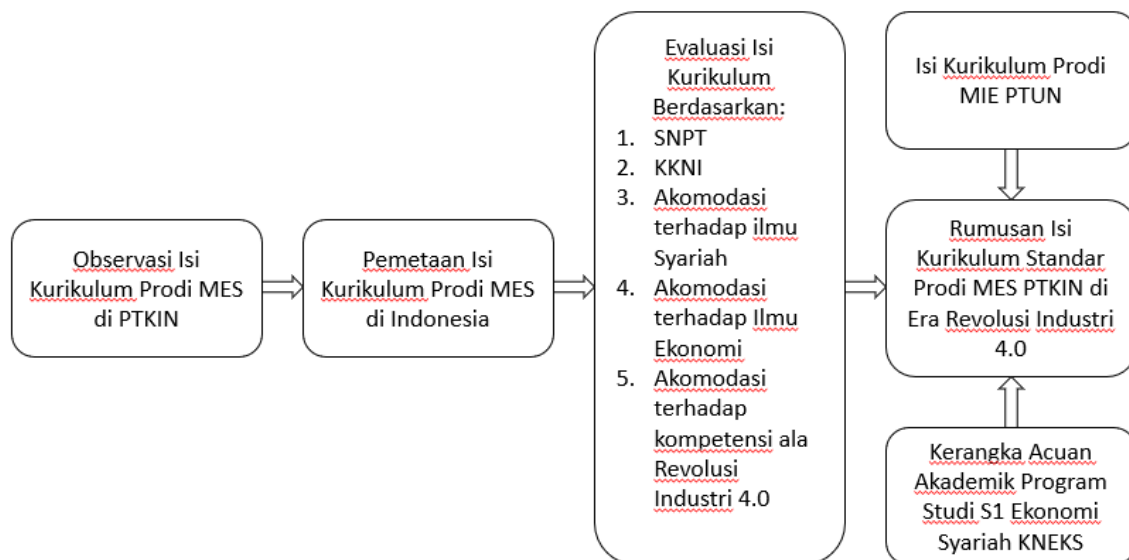 Observasi Isi
Kurikulum Prodi MES
di PTKIN
Pemetaan Isi
Kurikulum Prodi MES
di Indonesia
Evaluasi Isi
Kurikulum
Berdasarkan:
1. SNPT
2. KKNI
3. Akomodasi
terhadap ilmu
Syariah
4. Akomodasi
terhadap Ilmu
Ekonomi
5. Akomodasi
terhadap
kompetensi ala
Revolusi
Industri 4.0
Isi Kurikulum Prodi
MIE PTUN
Rumusan Isi
Kurikulum Standar
Prodi MES PTKIN di
Era Revolusi Industri
4.0
Kerangka Acuan
Akademik Program
Studi S1 Ekonomi
Syariah KNEKS